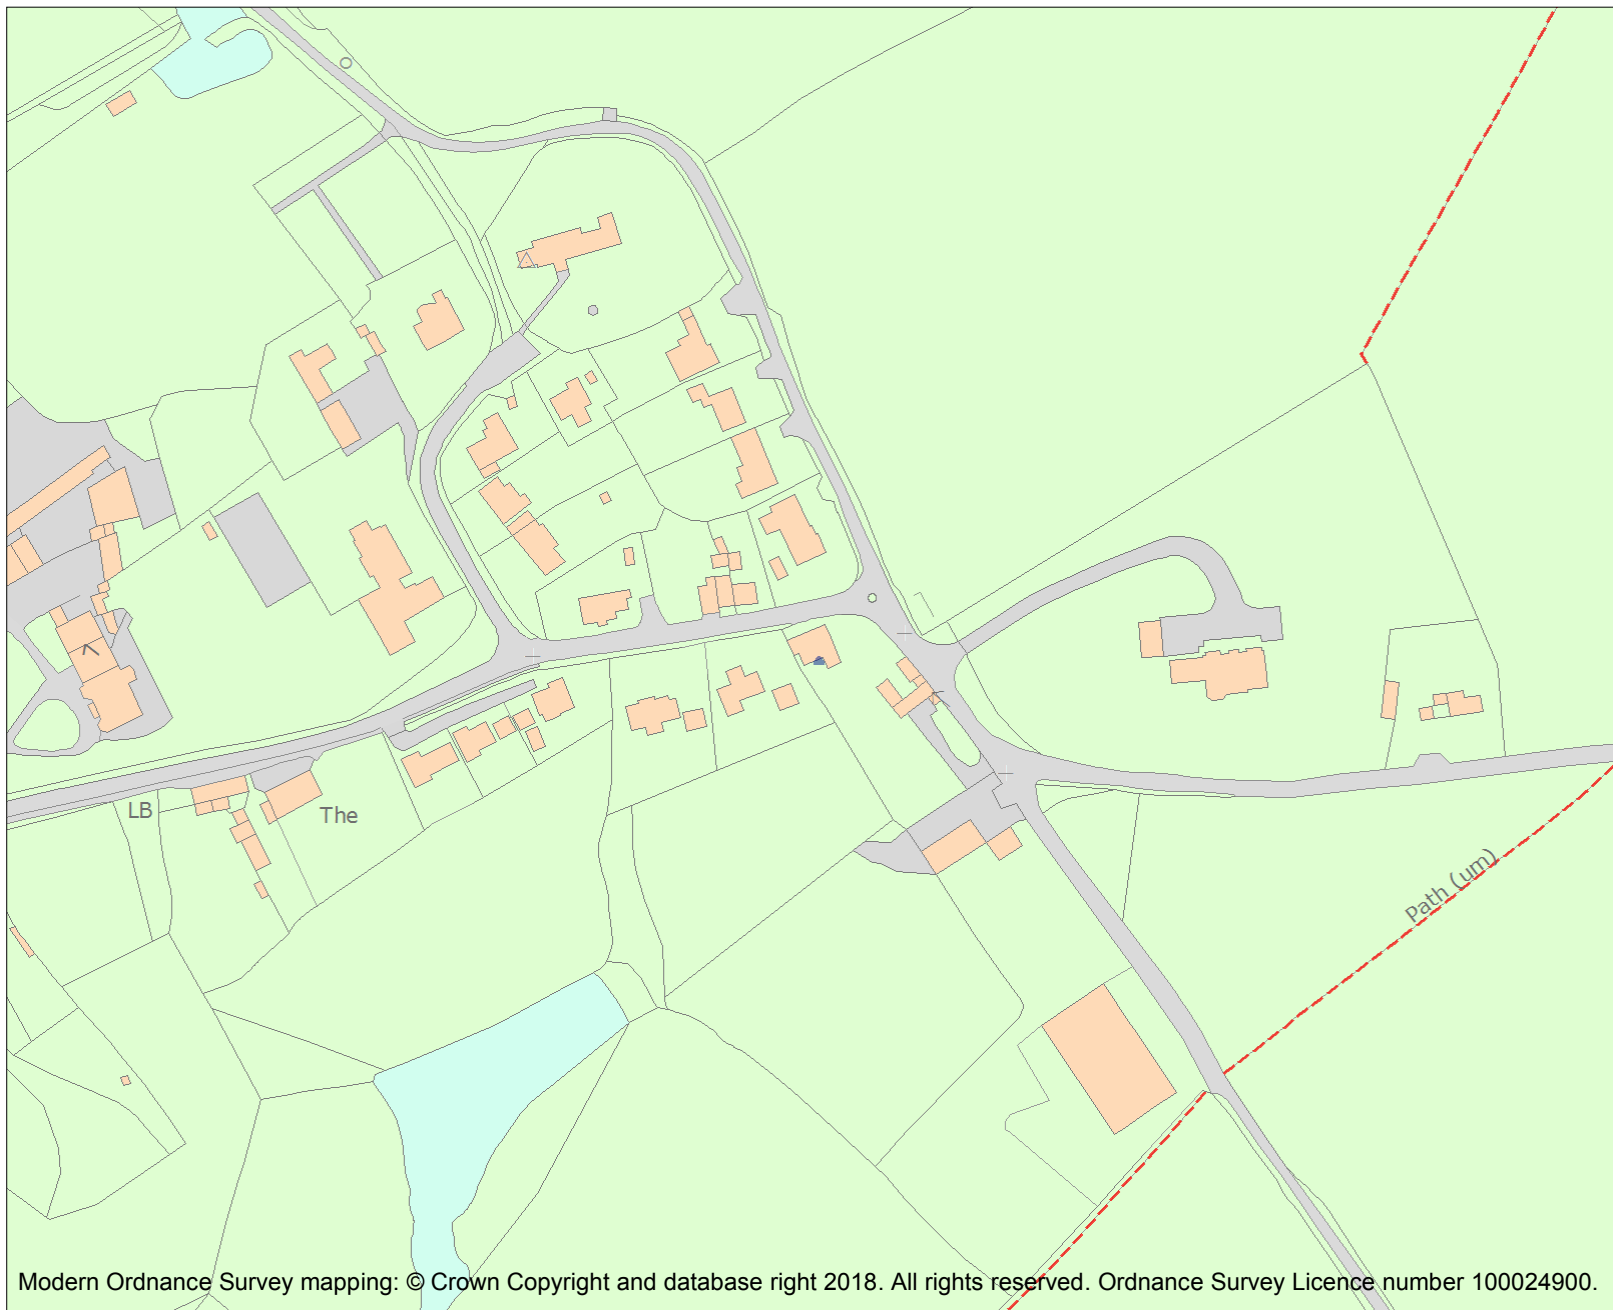 LB
The
Path (um)
Modern Ordnance Survey mapping: © Crown Copyright and database right 2018. All rights reserved. Ordnance Survey Licence number 100024900.